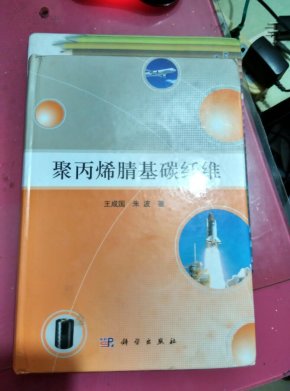 聚丙烯腈基碳纤维
王成国 朱波 著
科学出版社